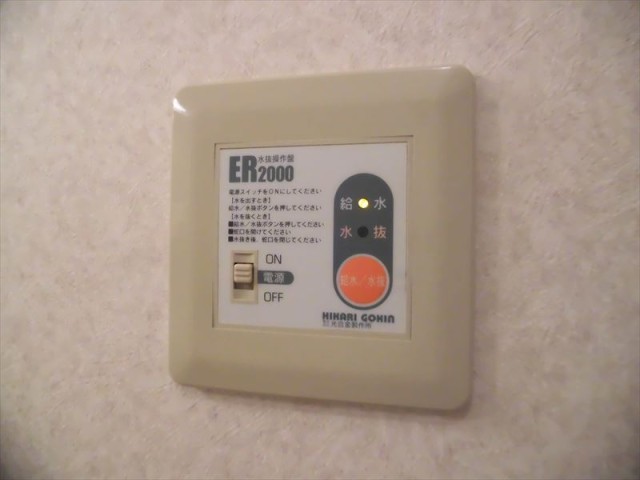 ER2000 水抜操作盤
電源スイッチをONにしてください
【水を出すとき】
給水/水抜ボタンを押してください
【水を抜くとき】
■給水/水抜ボタンを押してください
■蛇口を開けてください
■水抜き後、蛇口を閉じてください
ON
電源
OFF
給水
水抜
給水/水抜
HIKARI GOKIN
光合金製作所